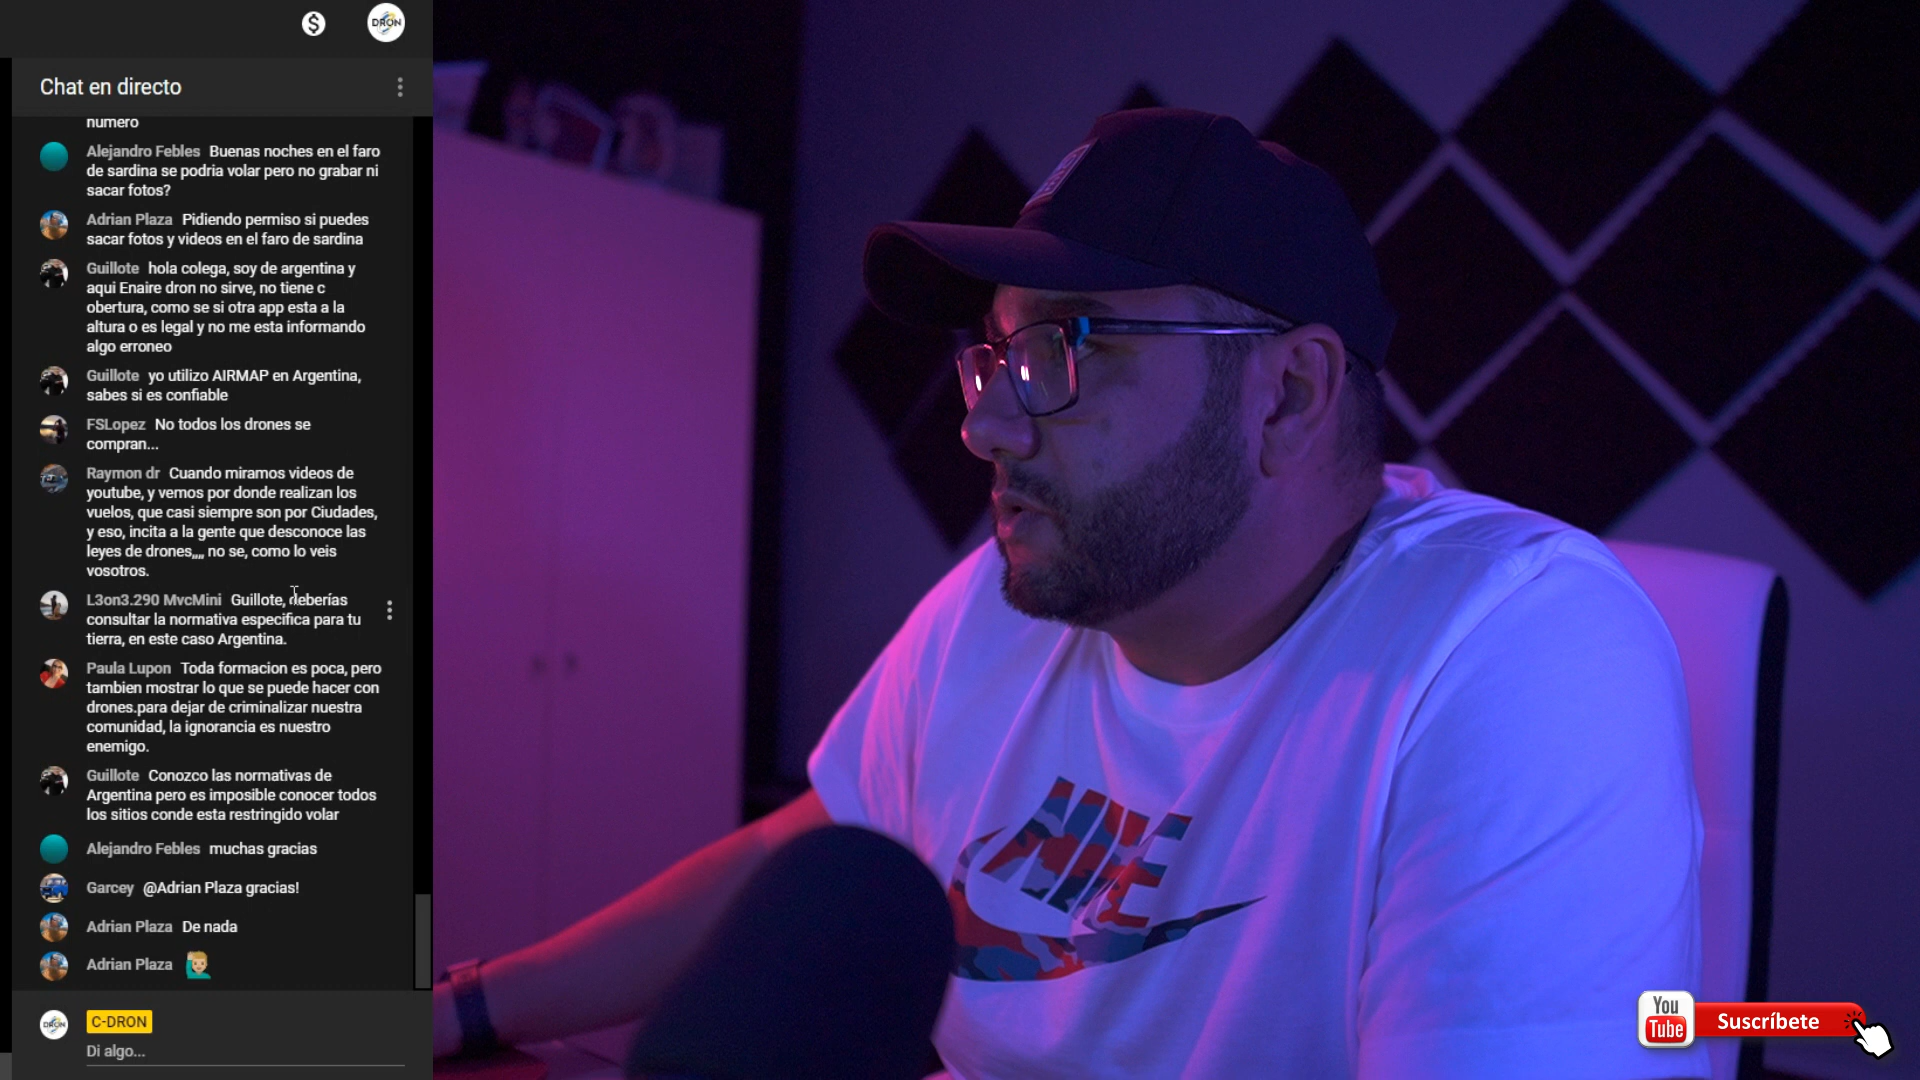 $
DRON
Chat en directo
numero
Alejandro Febles Buenas noches en el faro
de sardina se podria volar pero no grabar ni
sacar fotos?
Adrian Plaza Pidiendo permiso si puedes
sacar fotos y videos en el faro de sardina
Guillote hola colega, soy de argentina y
aqui Enaire dron no sirve, no tiene c
obertura, como se si otra app esta a la
altura o es legal y no me esta informando
algo erroneo
Guillote yo utilizo AIRMAP en Argentina,
sabes si es confiable
FSLopez No todos los drones se
compran...
Raymon dr Cuando miramos videos de
youtube, y vemos por donde realizan los
vuelos, que casi siempre son por Ciudades,
y eso, incita a la gente que desconoce las
leyes de drones,,,, no se, como lo veis
vosotros.
L3on3.290 MvcMini Guillote, deberías
consultar la normativa especifica para tu
tierra, en este caso Argentina.
Paula Lupon Toda formacion es poca, pero
tambien mostrar lo que se puede hacer con
drones.para dejar de criminalizar nuestra
comunidad, la ignorancia es nuestro
enemigo.
Guillote Conozco las normativas de
Argentina pero es imposible conocer todos
los sitios conde esta restringido volar
Alejandro Febles muchas gracias
Garcey @Adrian Plaza gracias!
Adrian Plaza De nada
Adrian Plaza
DRON
C-DRON
Di algo...
NIKE
You
Tube
Suscríbete